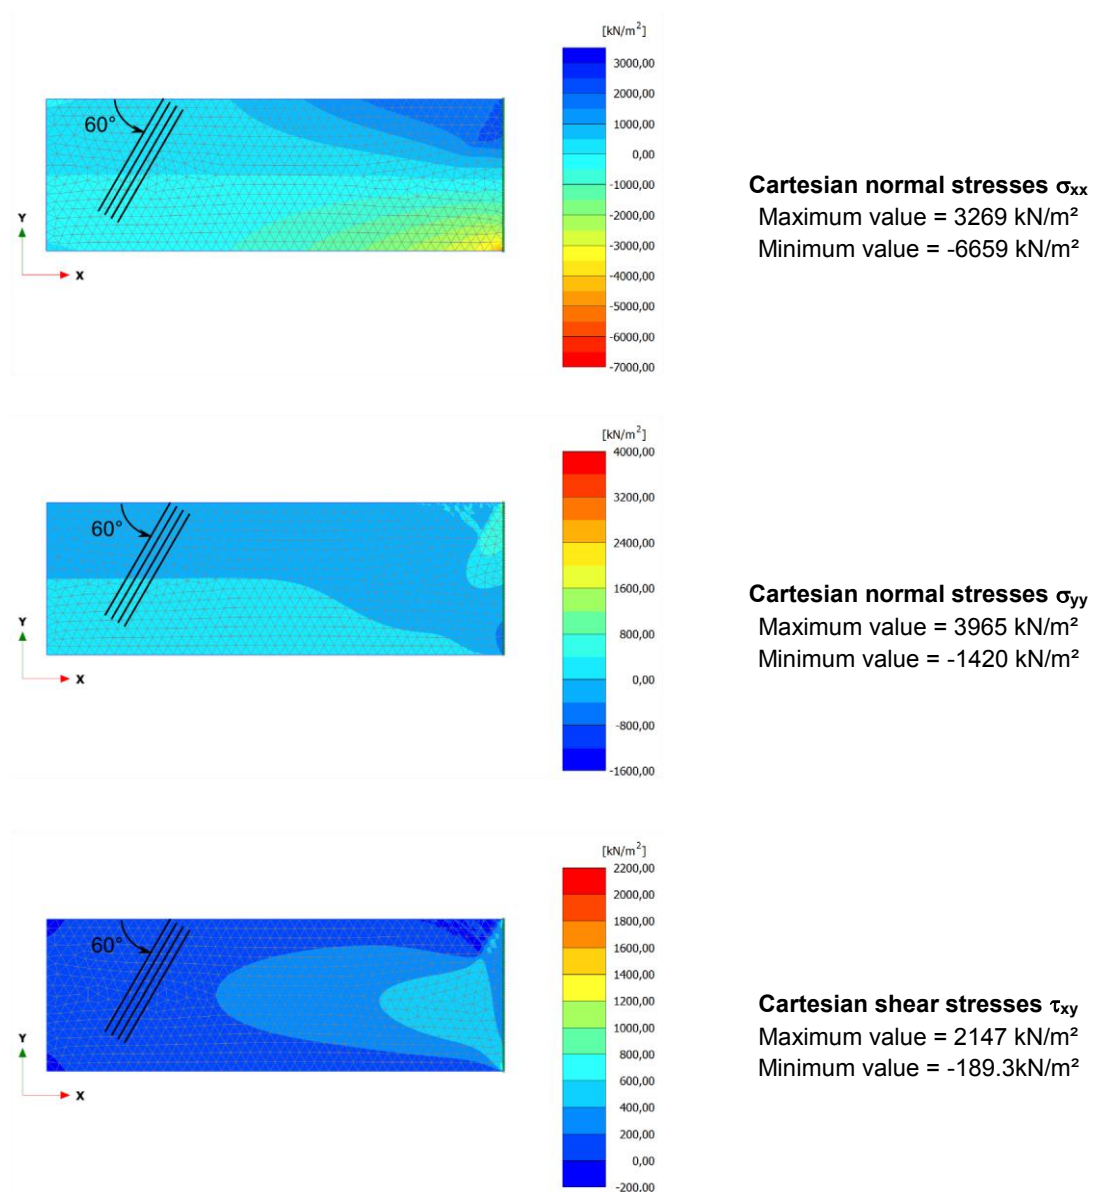 [kN/m²]
3000,00
2000,00
1000,00
0,00
-1000,00
-2000,00
-3000,00
-4000,00
-5000,00
-6000,00
-7000,00
60°
Y
X
Cartesian normal stresses σxx
Maximum value = 3269 kN/m²
Minimum value = -6659 kN/m²
[kN/m²]
4000,00
3200,00
2400,00
1600,00
800,00
0,00
-800,00
-1600,00
60°
Y
X
Cartesian normal stresses σyy
Maximum value = 3965 kN/m²
Minimum value = -1420 kN/m²
[kN/m²]
2200,00
2000,00
1800,00
1600,00
1400,00
1200,00
1000,00
800,00
600,00
400,00
200,00
0,00
-200,00
60°
Y
X
Cartesian shear stresses τxy
Maximum value = 2147 kN/m²
Minimum value = -189.3kN/m²